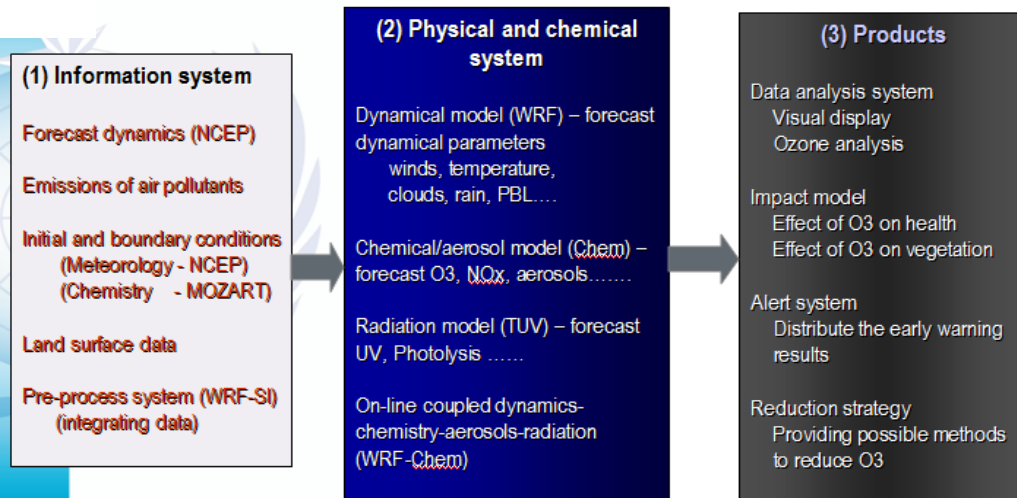 (1) Information system
Forecast dynamics (NCEP)
Emissions of air pollutants
Initial and boundary conditions
(Meteorology - NCEP)
(Chemistry - MOZART)
Land surface data
Pre-process system (WRF-SI)
(integrating data)
(2) Physical and chemical
system
Dynamical model (WRF) – forecast
dynamical parameters
winds, temperature,
clouds, rain, PBL....
Chemical/aerosol model (Chem) –
forecast O3, NOx, aerosols…….
Radiation model (TUV) – forecast
UV, Photolysis ……
On-line coupled dynamics-
chemistry-aerosols-radiation
(WRF-Chem)
(3) Products
Data analysis system
Visual display
Ozone analysis
Impact model
Effect of O3 on health
Effect of O3 on vegetation
Alert system
Distribute the early warning
results
Reduction strategy
Providing possible methods
to reduce O3